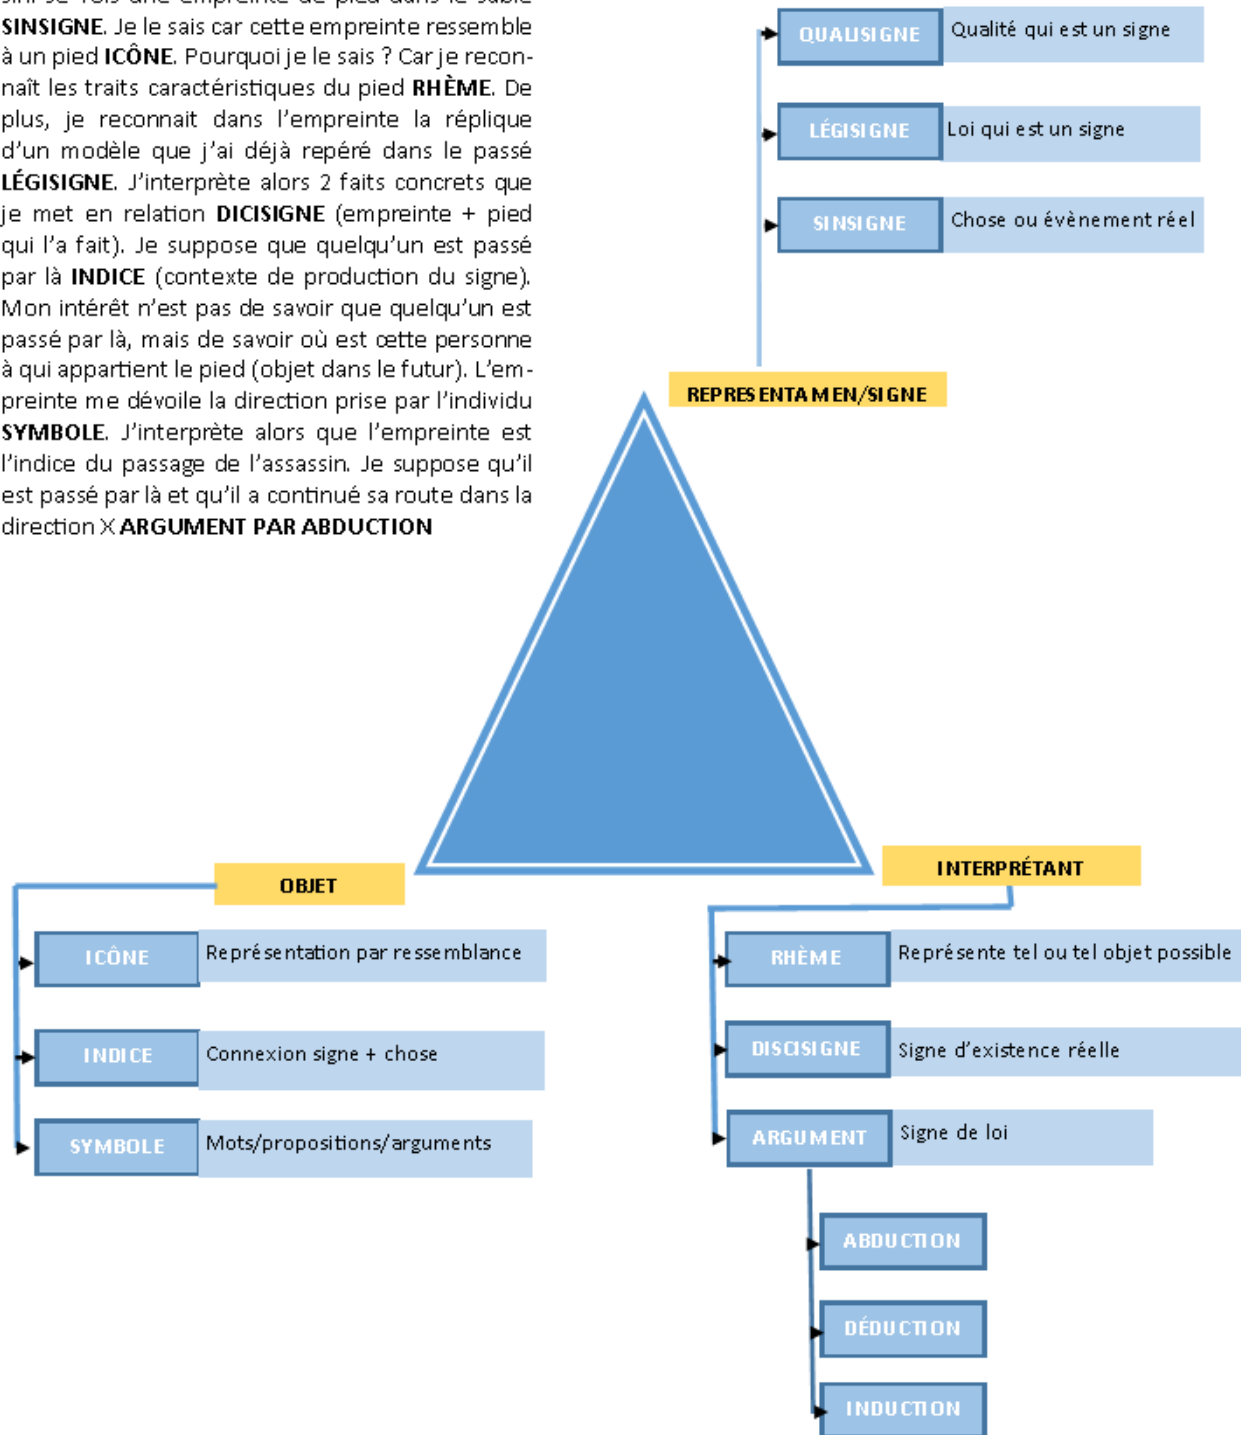 SINSIGNE. Je le sais car cette empreinte ressemble
à un pied ICÔNE. Pourquoi je le sais ? Car je recon-
naît les traits caractéristiques du pied RHÈME. De
plus, je reconnait dans l'empreinte la réplique
d'un modèle que j'ai déjà repéré dans le passé
LÉGISIGNE. J'interprète alors 2 faits concrets que
je met en relation DICISIGNE (empreinte + pied
qui l'a fait). Je suppose que quelqu'un est passé
par là INDICE (contexte de production du signe).
Mon intérêt n'est pas de savoir que quelqu'un est
passé par là, mais de savoir où est cette personne
à qui appartient le pied (objet dans le futur). L'em-
preinte me dévoile la direction prise par l'individu
SYMBOLE. J'interprète alors que l'empreinte est
l'indice du passage de l'assassin. Je suppose qu'il
est passé par là et qu'il a continué sa route dans la
direction X ARGUMENT PAR ABDUCTION
QUALISIGNE
Qualité qui est un signe
LÉGISIGNE
Loi qui est un signe
SINSIGNE
Chose ou évènement réel
REPRESENTAMEN/SIGNE
OBJET
ICÔNE
Représentation par ressemblance
INDICE
Connexion signe + chose
SYMBOLE
Mots/propositions/arguments
INTERPRÉTANT
RHÈME
Représente tel ou tel objet possible
DISCISIGNE
Signe d'existence réelle
ARGUMENT
Signe de loi
ABDUCTION
DÉDUCTION
INDUCTION